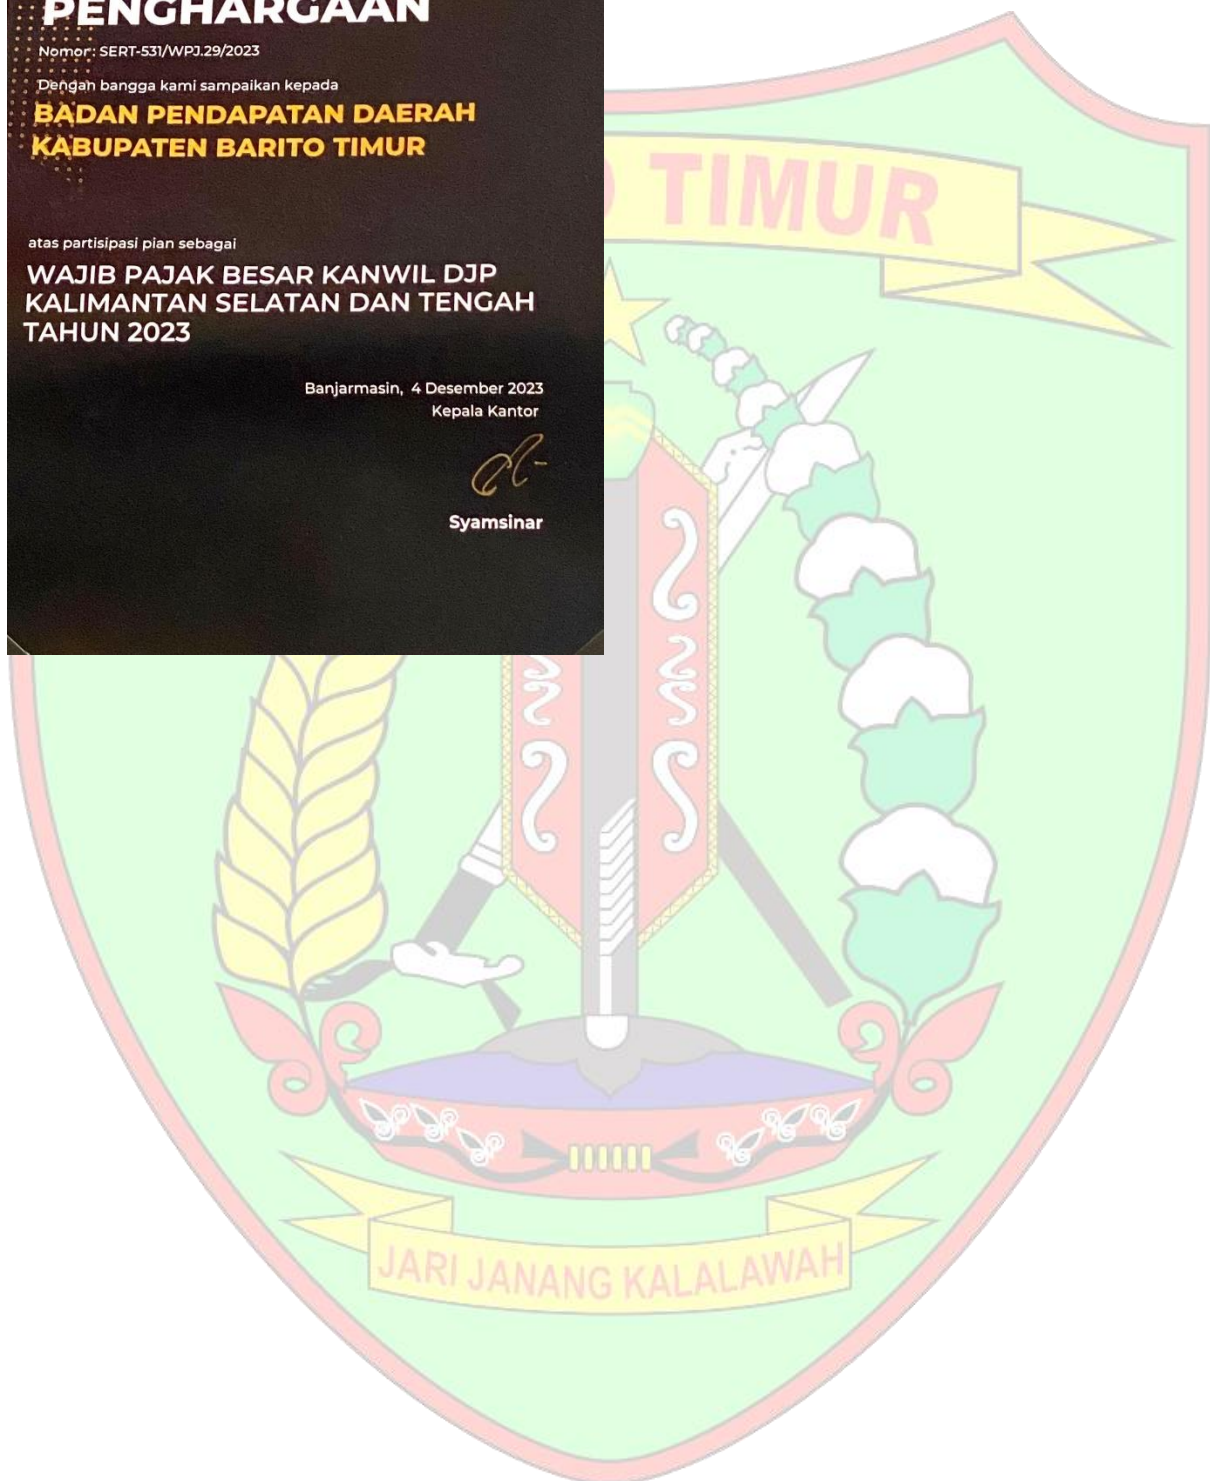 PENGHARGAAN
Nomor: SERT-531/WPJ.29/2023
Dengan bangga kami sampaikan kepada
BADAN PENDAPATAN DAERAH
KABUPATEN BARITO TIMUR
atas partisipasi pian sebagai
WAJIB PAJAK BESAR KANWIL DJP
KALIMANTAN SELATAN DAN TENGAH
TAHUN 2023
Banjarmasin, 4 Desember 2023
Kepala Kantor
Syamsinar
TIMUR
JARI JANANG KALALAWAH